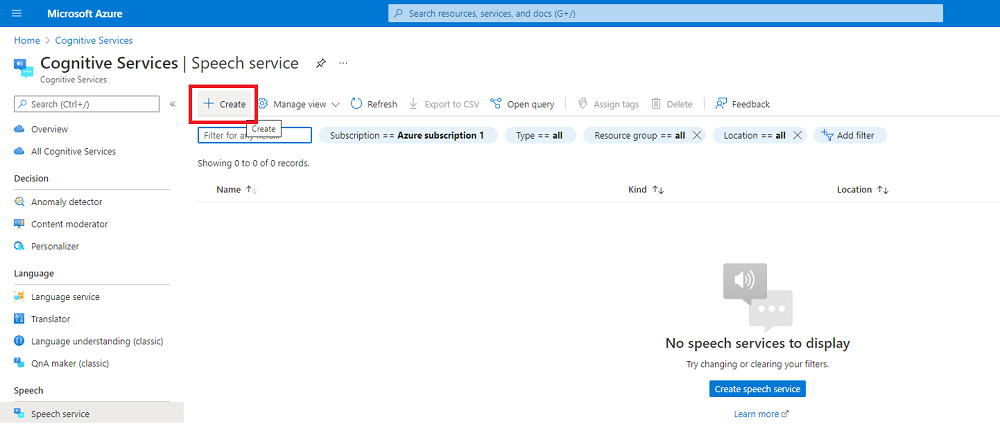 Microsoft Azure
Search resources, services, and docs (G+/)
Home > Cognitive Services
Cognitive Services | Speech service
Cognitive Services
Search (Ctrl+/)
«
Overview
All Cognitive Services
Decision
Anomaly detector
Content moderator
Personalizer
Language
Language service
Translator
Language understanding (classic)
QnA maker (classic)
Speech
Speech service
+ Create Manage view Refresh Export to CSV Open query Assign tags Delete Feedback
Create
Filter for any Subscription == Azure subscription 1 Type == all Resource group == all Location == all Add filter
Showing 0 to 0 of 0 records.
Name Kind Location
No speech services to display
Try changing or clearing your filters.
Create speech service
Learn more